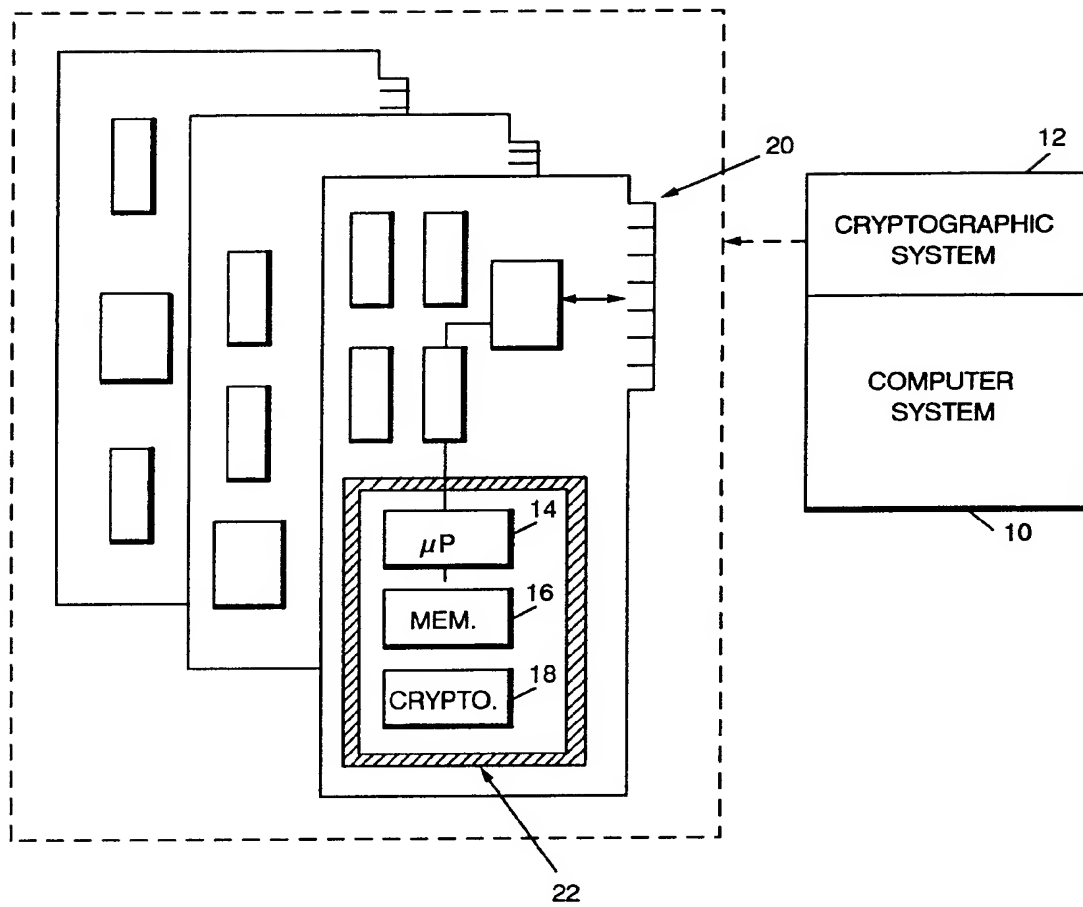 20
12
CRYPTOGRAPHIC
SYSTEM
COMPUTER
SYSTEM
10
14
μP
16
MEM.
18
CRYPTO.
22